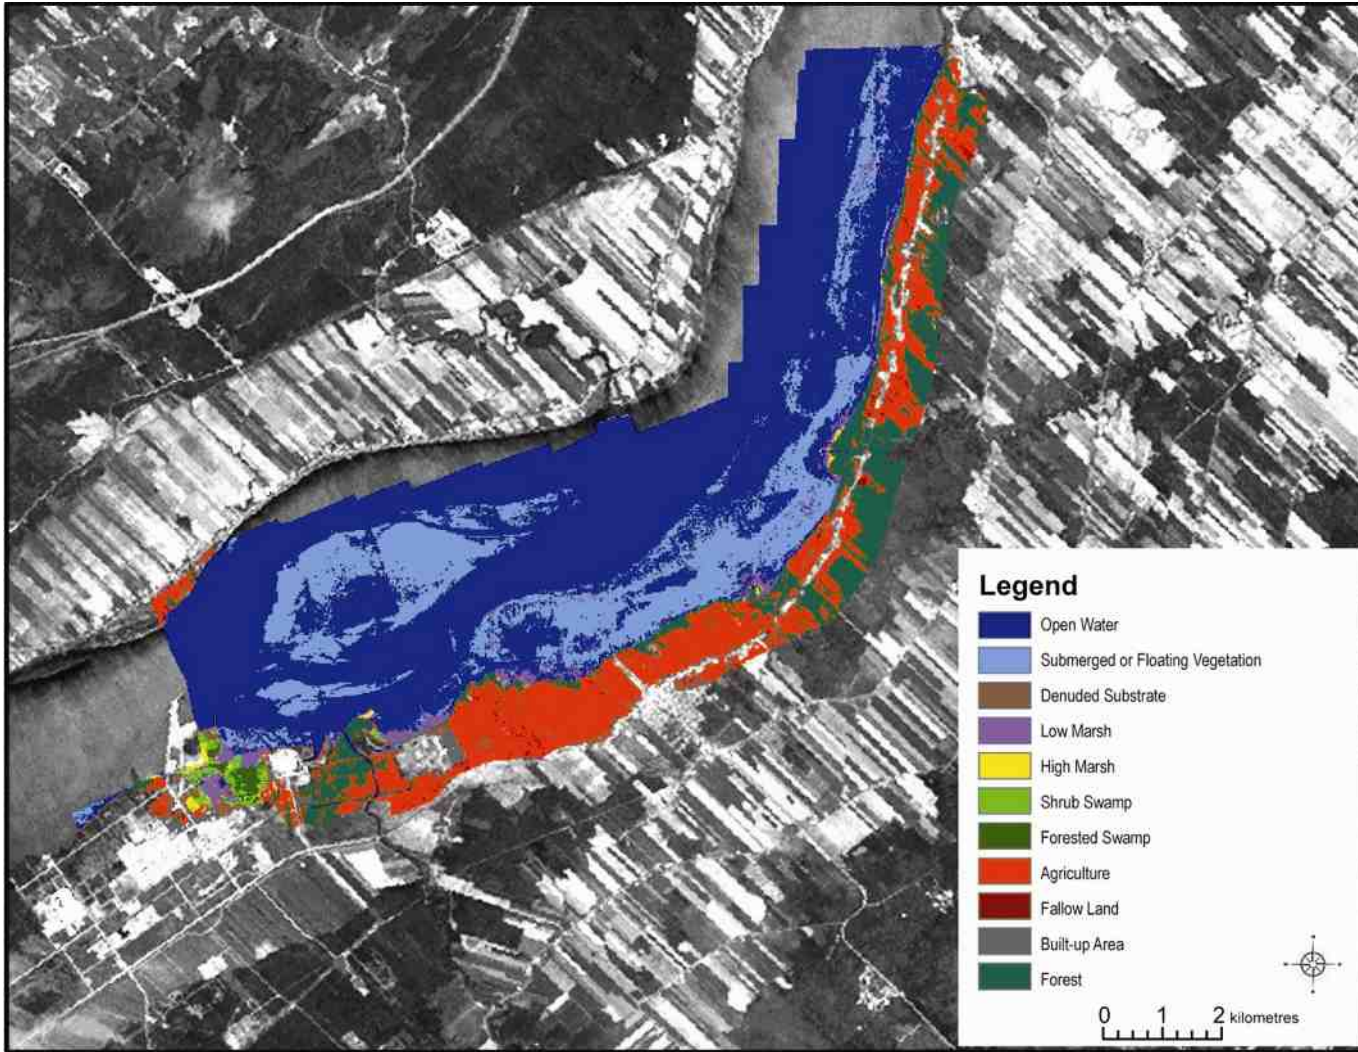 Legend
Open Water
Submerged or Floating Vegetation
Denuded Substrate
Low Marsh
High Marsh
Shrub Swamp
Forested Swamp
Agriculture
Fallow Land
Built-up Area
Forest
0 1 2 kilometres